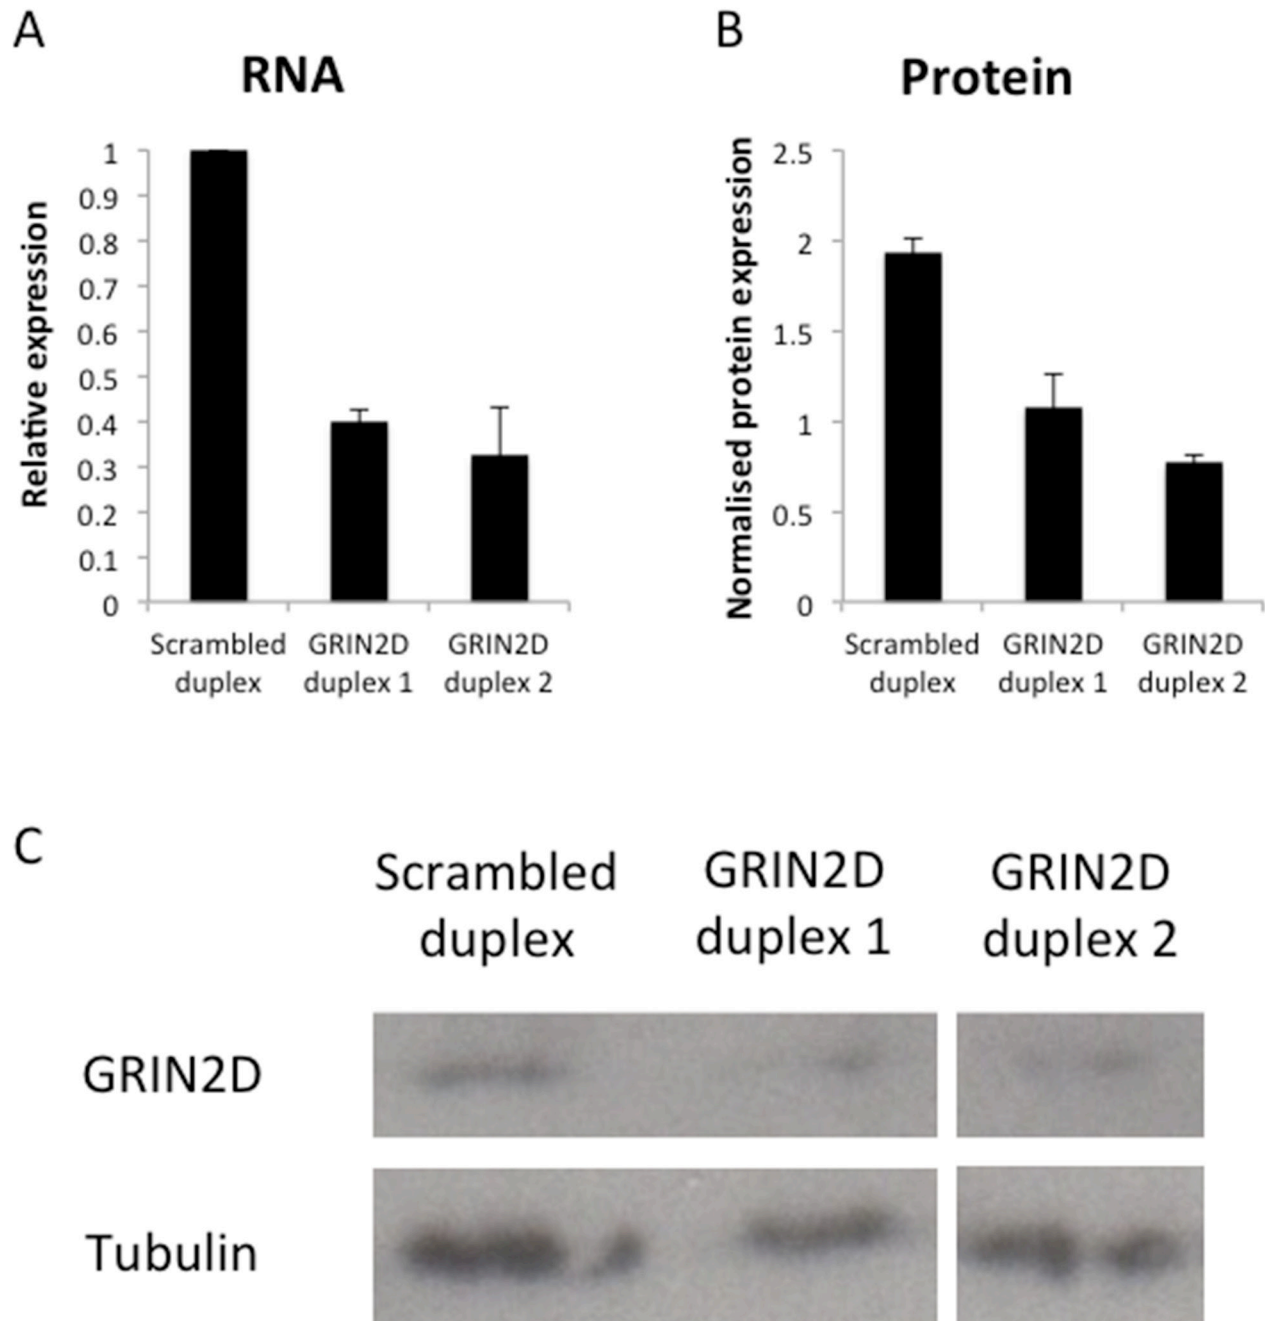 A
RNA
Relative expression
1
0.9
0.8
0.7
0.6
0.5
0.4
0.3
0.2
0.1
0
Scrambled duplex
GRIN2D duplex 1
GRIN2D duplex 2
B
Protein
Normalised protein expression
2.5
2
1.5
1
0.5
0
Scrambled duplex
GRIN2D duplex 1
GRIN2D duplex 2
C
Scrambled duplex
GRIN2D duplex 1
GRIN2D duplex 2
GRIN2D
Tubulin